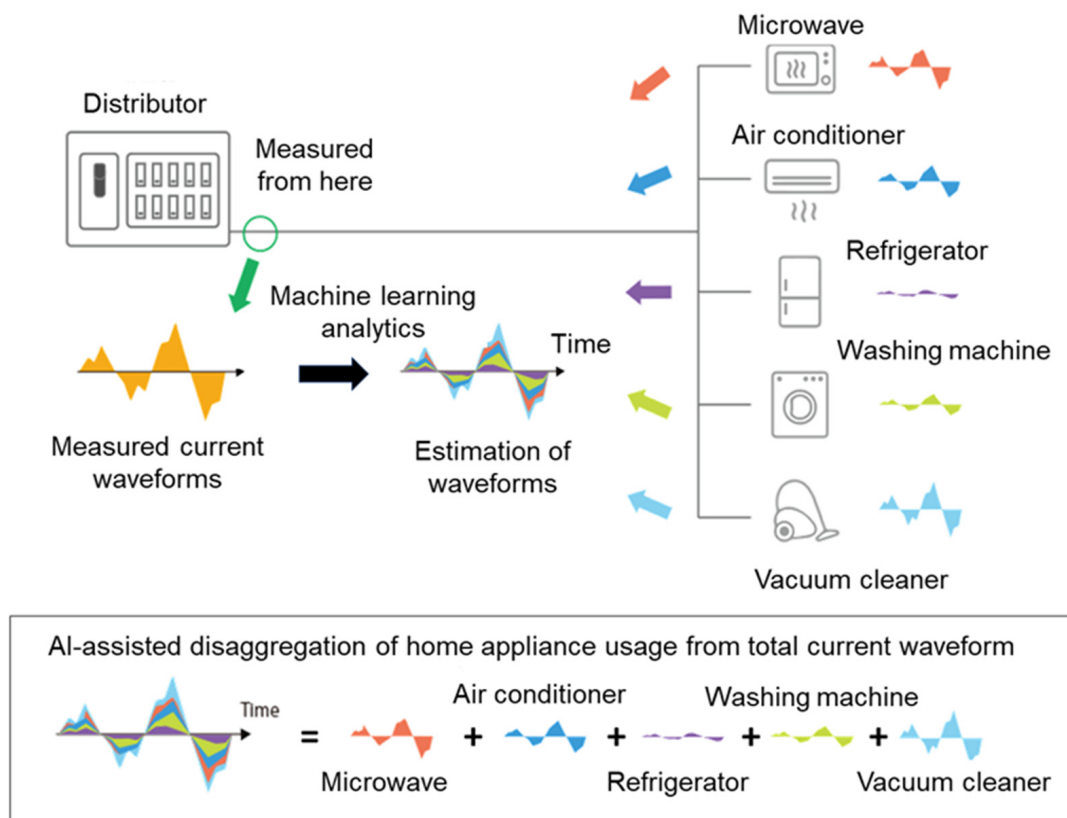 Microwave
Distributor
Measured
from here
Air conditioner
Refrigerator
Machine learning
analytics
Time
Washing machine
Measured current
waveforms
Estimation of
waveforms
Vacuum cleaner
AI-assisted disaggregation of home appliance usage from total current waveform
Air conditioner
Washing machine
Time
= + + + +
Microwave
Refrigerator
Vacuum cleaner